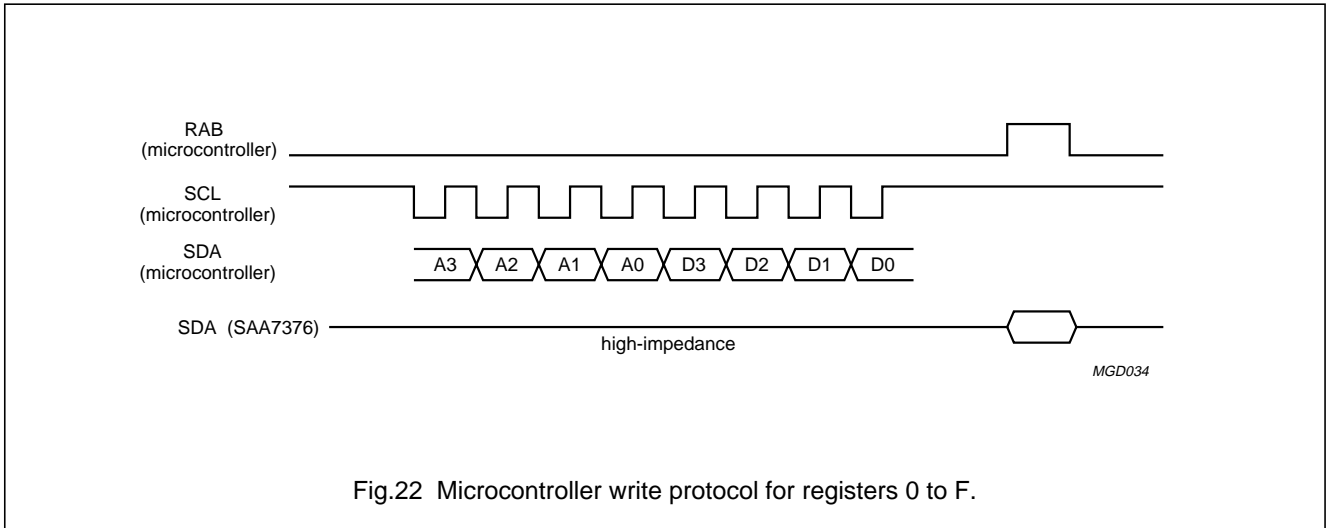 RAB
(microcontroller)
SCL
(microcontroller)
SDA
(microcontroller)
A3 A2 A1 A0 D3 D2 D1 D0
SDA (SAA7376)
high-impedance
MGD034
Fig.22 Microcontroller write protocol for registers 0 to F.